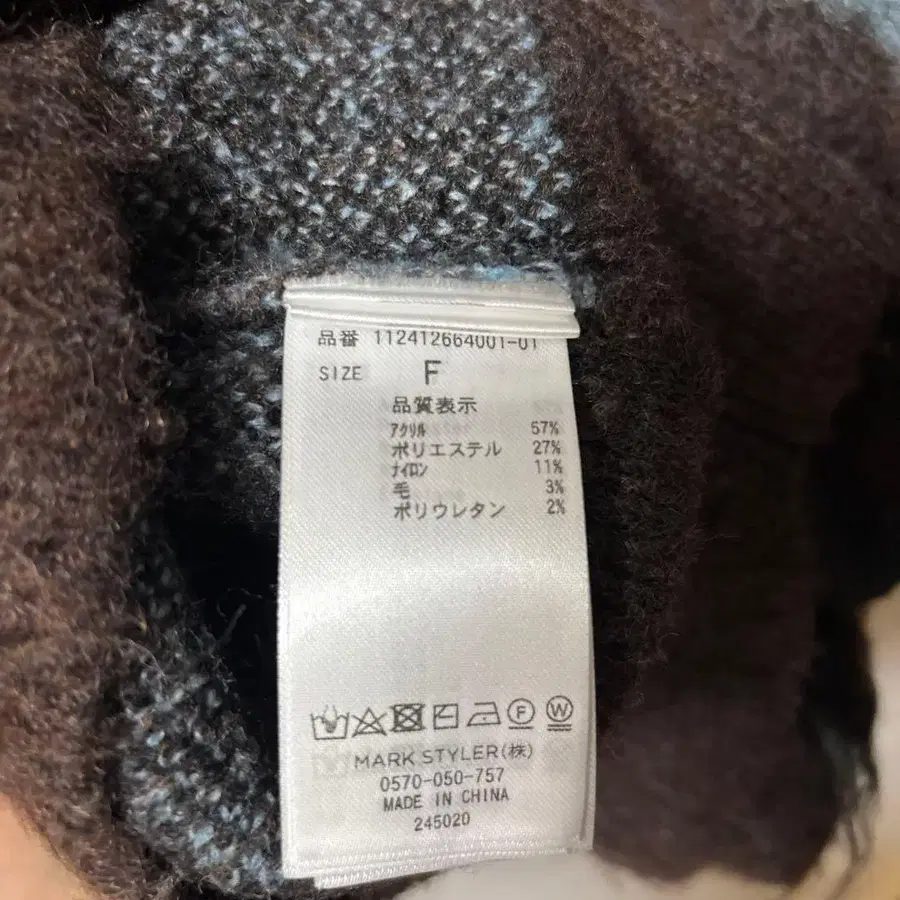 品番 112412664001-01
SIZE F
品質表示
アクリル 57%
ポリエステル 27%
ナイロン 11%
毛 3%
ポリウレタン 2%
F W
MARK STYLER(株)
0570-050-757
MADE IN CHINA
245020